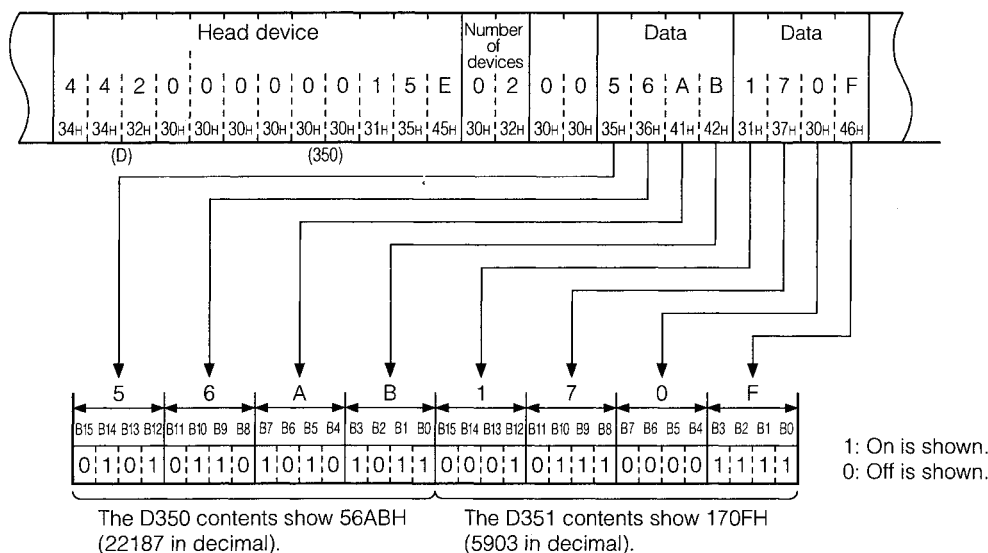 Head device Number of devices Data Data
4 4 2 0 0 0 0 0 0 1 5 E 0 2 0 0 5 6 A B 1 7 0 F
34H 34H 32H 30H 30H 30H 30H 30H 30H 31H 35H 45H 30H 32H 30H 30H 35H 36H 41H 42H 31H 37H 30H 46H
(D) (350)
5 6 A B 1 7 0 F
B15 B14 B13 B12 B11 B10 B9 B8 B7 B6 B5 B4 B3 B2 B1 B0 B15 B14 B13 B12 B11 B10 B9 B8 B7 B6 B5 B4 B3 B2 B1 B0
0 1 0 1 0 1 1 0 1 0 1 0 1 0 1 1 0 0 0 1 0 1 1 1 0 0 0 0 1 1 1 1
1: On is shown.
0: Off is shown.
The D350 contents show 56ABH
(22187 in decimal).
The D351 contents show 170FH
(5903 in decimal).